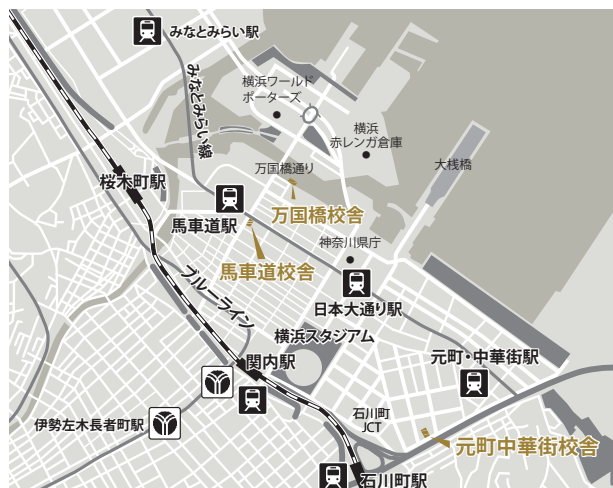 みなとみらい駅
みなとみらい線
横浜ワールド
ポーターズ
横浜
赤レンガ倉庫
大桟橋
万国橋通り
桜木町駅
万国橋校舎
馬車道駅
神奈川県庁
馬車道校舎
ブルーライン
日本大通り駅
横浜スタジアム
関内駅
元町・中華街駅
伊勢左木長者町駅
石川町
JCT
元町中華街校舎
石川町駅